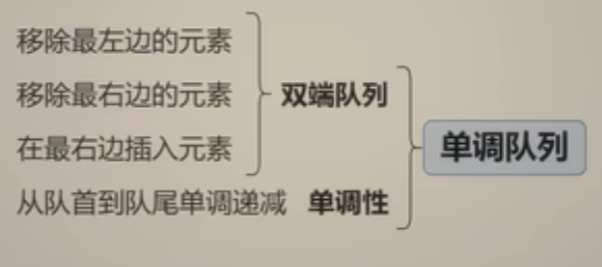 移除最左边的元素
移除最右边的元素
双端队列
在最右边插入元素
单调队列
从队首到队尾单调递减 单调性